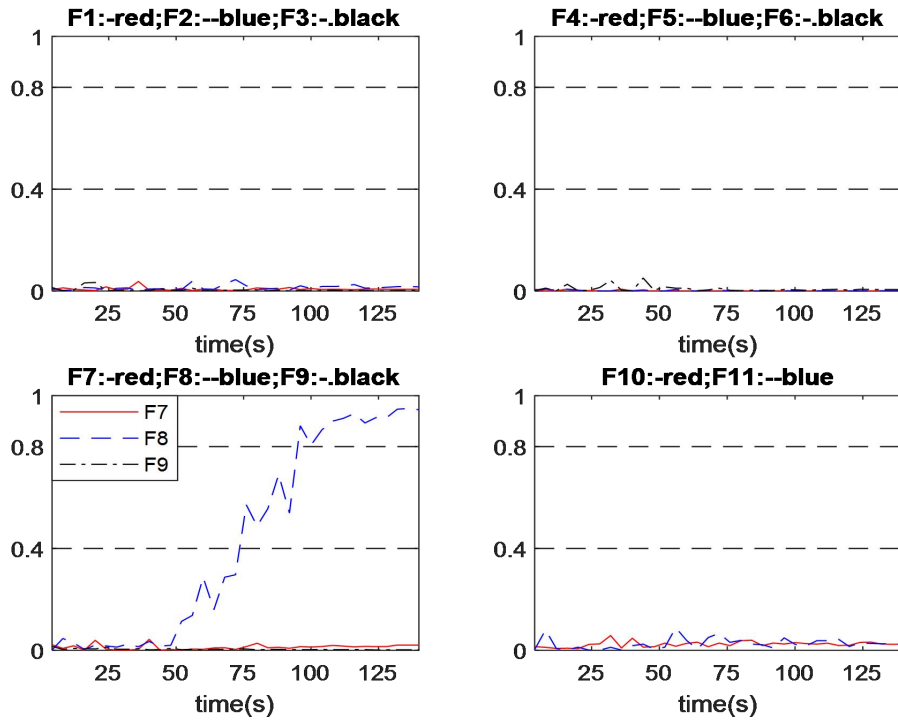 F1:-red;F2:--blue;F3:-.black
1
0.8
0.4
0
25 50 75 100 125
time(s)
F4:-red;F5:--blue;F6:-.black
1
0.8
0.4
0
25 50 75 100 125
time(s)
F7:-red;F8:--blue;F9:-.black
1
0.8
0.4
0
F7
F8
F9
25 50 75 100 125
time(s)
F10:-red;F11:--blue
1
0.8
0.4
0
25 50 75 100 125
time(s)